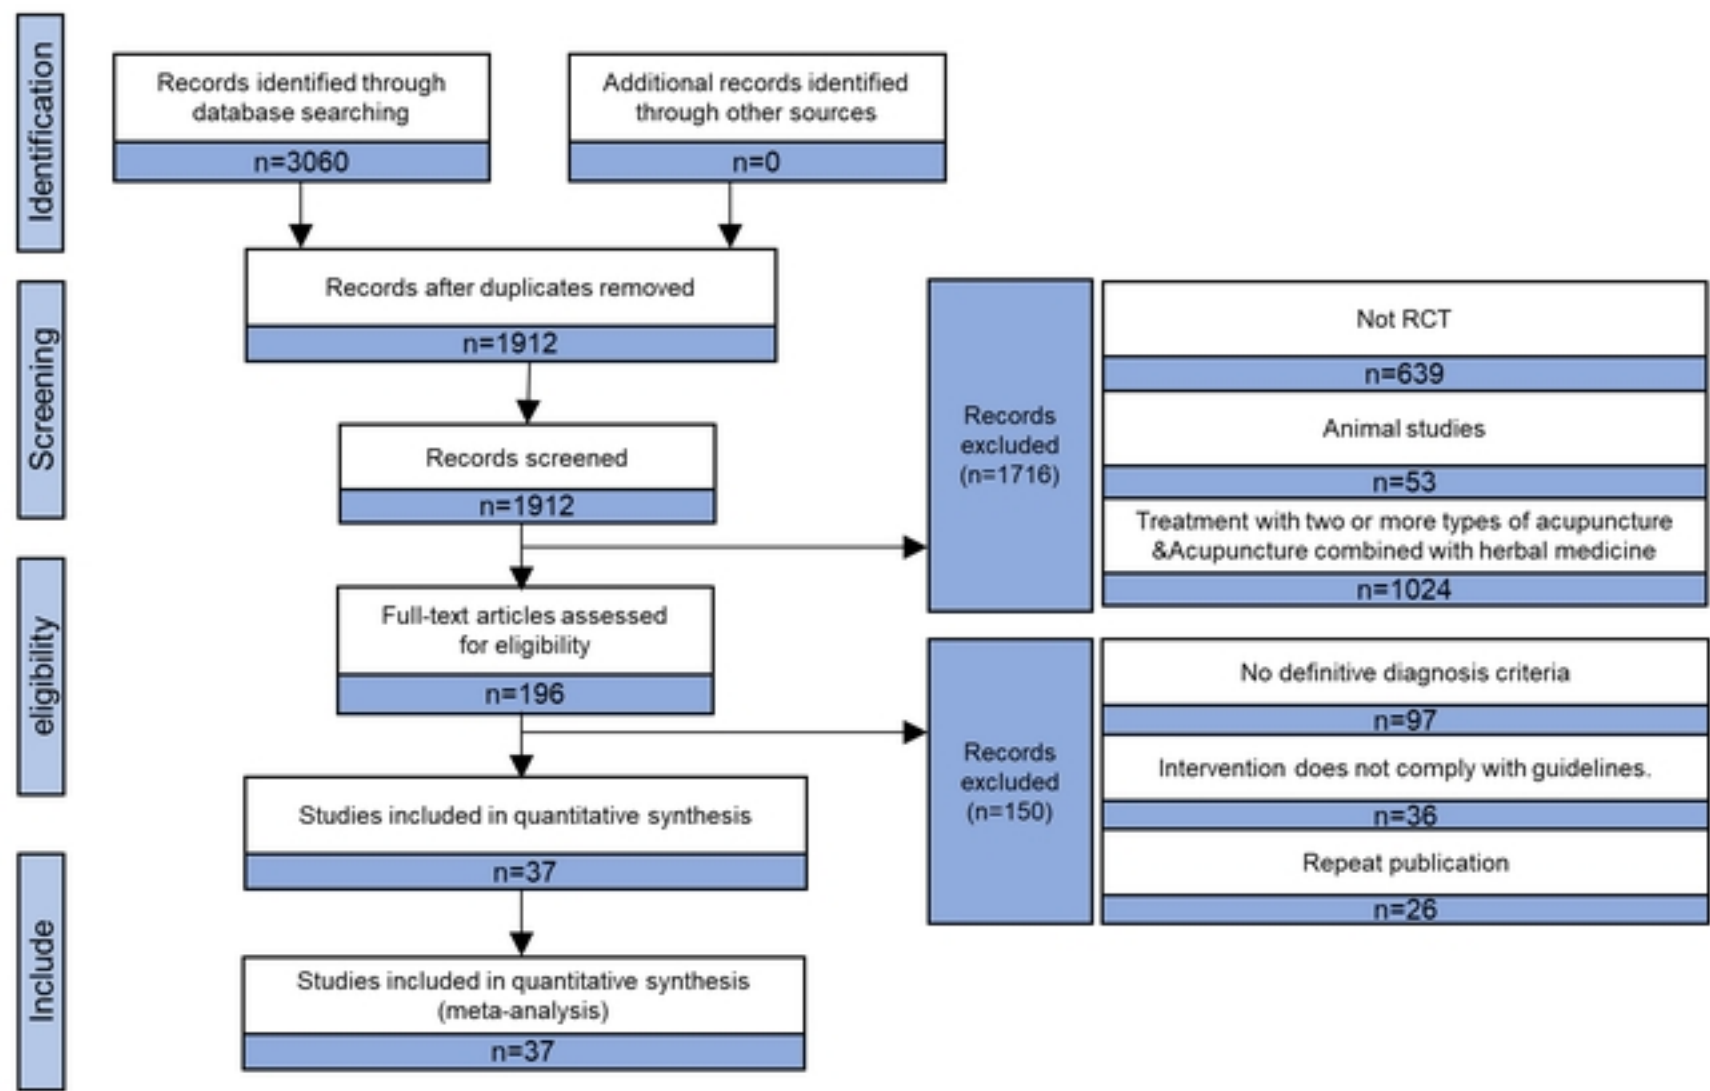 Identification
Records identified through
database searching
n=3060
Additional records identified
through other sources
n=0
Records after duplicates removed
n=1912
Screening
Records screened
n=1912
Records
excluded
(n=1716)
Not RCT
n=639
Animal studies
n=53
Treatment with two or more types of acupuncture
&Acupuncture combined with herbal medicine
n=1024
eligibility
Full-text articles assessed
for eligibility
n=196
Records
excluded
(n=150)
No definitive diagnosis criteria
n=97
Intervention does not comply with guidelines.
n=36
Repeat publication
n=26
Studies included in quantitative synthesis
n=37
Include
Studies included in quantitative synthesis
(meta-analysis)
n=37